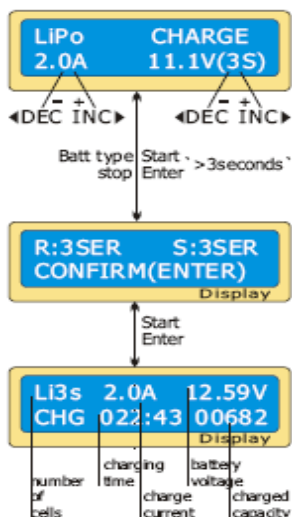 LiPo CHARGE
2.0A 11.1V(3S)
- + - +
◄DEC INC► ◄DEC INC►
Batt type Start
stop Enter >3seconds
R:3SER S:3SER
CONFIRM(ENTER)
Display
Start
Enter
Li3s 2.0A 12.59V
CHG 022:43 00682
Display
number of cells
charging time
charge current
battery voltage
charged capacity